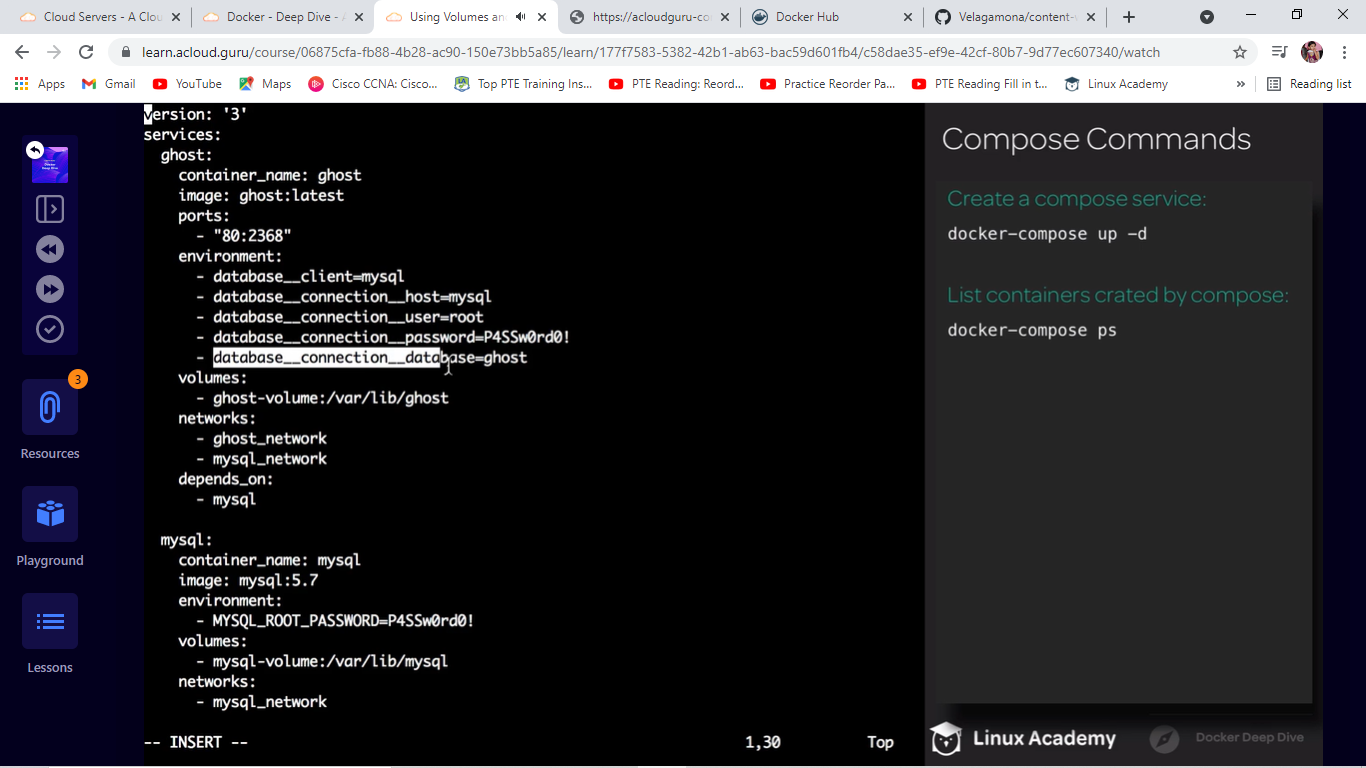 Cloud Servers - A Clou
Docker - Deep Dive - A
Using Volumes an
https://acloudguru-co
Docker Hub
Velagamona/content-
learn.acloud.guru/course/06875cfa-fb88-4b28-ac90-150e73bb5a85/learn/177f7583-5382-42b1-ab63-bac59d601fb4/c58dae35-ef9e-42cf-80b7-9d77ec607340/watch
Apps
Gmail
YouTube
Maps
Cisco CCNA: Cisco...
Top PTE Training Ins...
PTE Reading: Reord...
Practice Reorder Pa...
PTE Reading Fill in t...
Linux Academy
»
Reading list
version: '3'
services:
  ghost:
    container_name: ghost
    image: ghost:latest
    ports:
      - "80:2368"
    environment:
      - database__client=mysql
      - database__connection__host=mysql
      - database__connection__user=root
      - database__connection__password=P4SSw0rd0!
      - database__connection__database=ghost
    volumes:
      - ghost-volume:/var/lib/ghost
    networks:
      - ghost_network
      - mysql_network
    depends_on:
      - mysql
  mysql:
    container_name: mysql
    image: mysql:5.7
    environment:
      - MYSQL_ROOT_PASSWORD=P4SSw0rd0!
    volumes:
      - mysql-volume:/var/lib/mysql
    networks:
      - mysql_network
-- INSERT -- 1,30 Top
3
Resources
Playground
Lessons
Compose Commands
Create a compose service:
docker-compose up -d
List containers crated by compose:
docker-compose ps
Linux Academy
Docker Deep Dive